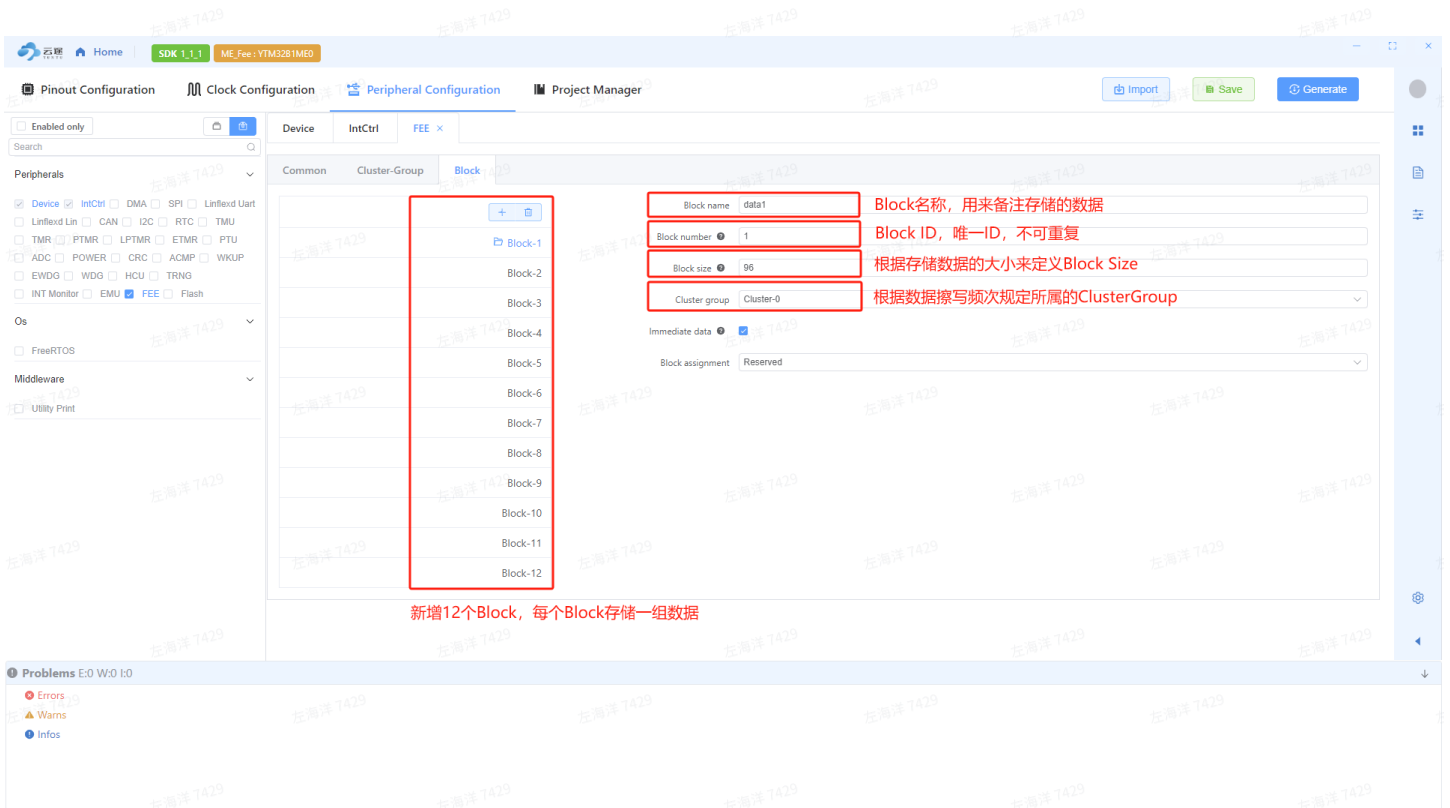 云途 YTMICRO Home SDK 1_1_1 ME_Fee : YTM32B1ME0
Pinout Configuration Clock Configuration Peripheral Configuration Project Manager Import Save Generate
Enabled only
Search
Peripherals
Device IntCtrl DMA SPI Linflexd Uart
Linflexd Lin CAN I2C RTC TMU
TMR PTMR LPTMR ETMR PTU
ADC POWER CRC ACMP WKUP
EWDG WDG HCU TRNG
INT Monitor EMU FEE Flash
Os
FreeRTOS
Middleware
Utility Print
Device IntCtrl FEE ×
Common Cluster-Group Block
Block-1
Block-2
Block-3
Block-4
Block-5
Block-6
Block-7
Block-8
Block-9
Block-10
Block-11
Block-12
新增12个Block，每个Block存储一组数据
Block name data1 Block名称，用来备注存储的数据
Block number 1 Block ID，唯一ID，不可重复
Block size 96 根据存储数据的大小来定义Block Size
Cluster group Cluster-0 根据数据擦写频次规定所属的ClusterGroup
Immediate data
Block assignment Reserved
Problems E:0 W:0 I:0
Errors
Warns
Infos
左海洋 7429